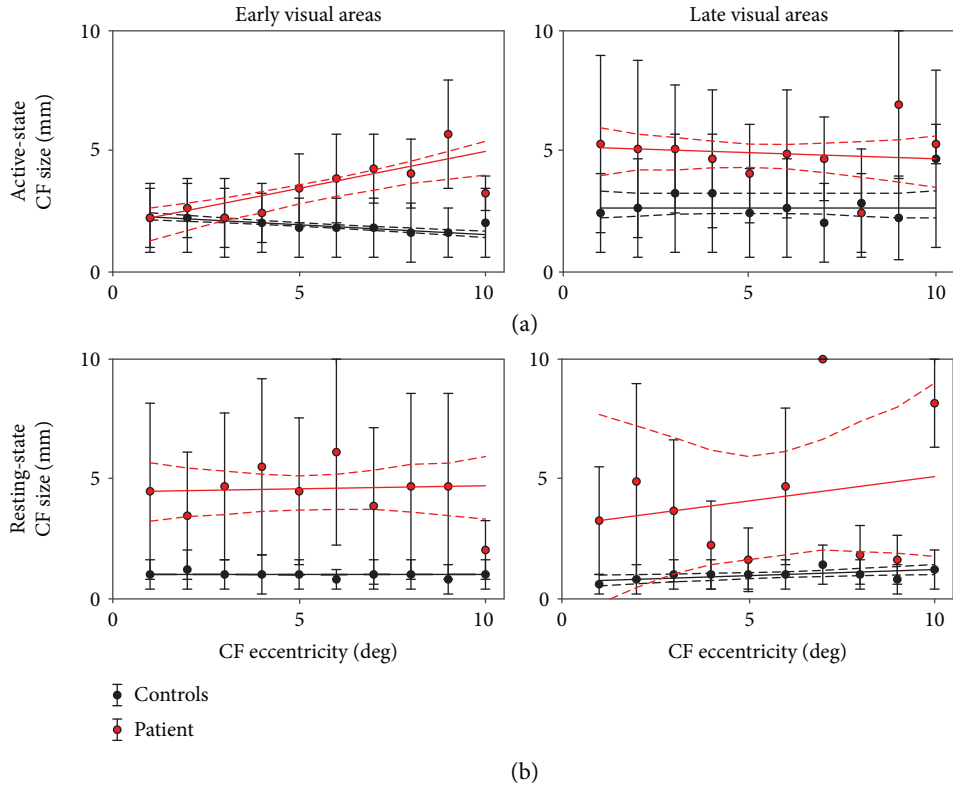 Early visual areas
Late visual areas
Active-state
CF size (mm)
10
5
0
0
5
10
10
5
0
0
5
10
(a)
Resting-state
CF size (mm)
10
5
0
0
5
10
CF eccentricity (deg)
10
5
0
0
5
10
CF eccentricity (deg)
Controls
Patient
(b)